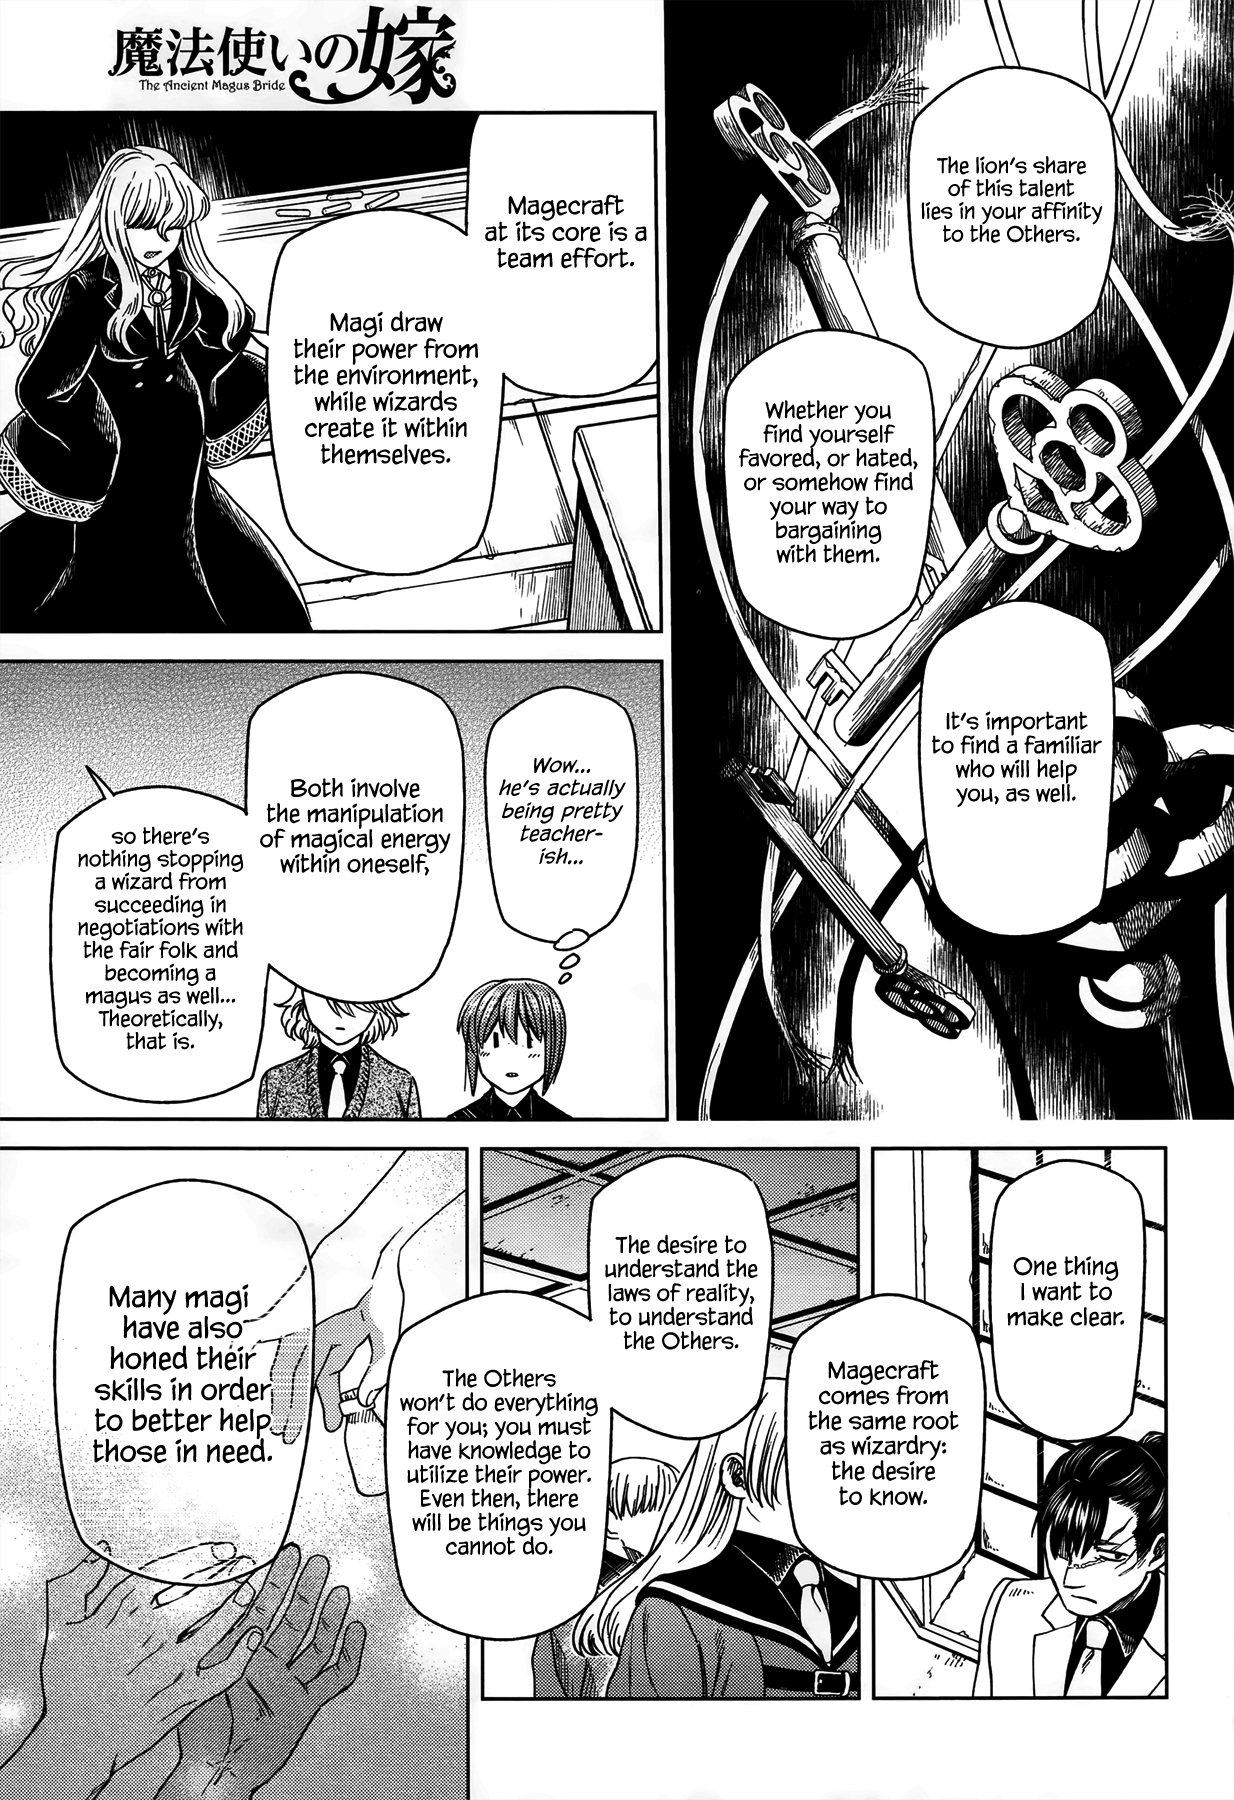 魔法使いの嫁
The Ancient Magus Bride
The lion's share
of this talent
lies in your affinity
to the Others.
Whether you
find yourself
favored, or hated,
or somehow find
your way to
bargaining
with them.
It's important
to find a familiar
who will help
you, as well.
Magecraft
at its core is a
team effort.
Magi draw
their power from
the environment,
while wizards
create it within
themselves.
Wow...
he's actually
being pretty
teacher-
ish...
Both involve
the manipulation
of magical energy
within oneself,
so there's
nothing stopping
a wizard from
succeeding in
negotiations with
the fair folk and
becoming a
magus as well...
Theoretically,
that is.
One thing
I want to
make clear.
Magecraft
comes from
the same root
as wizardry:
the desire
to know.
The desire to
understand the
laws of reality,
to understand
the Others.
The Others
won't do everything
for you; you must
have knowledge to
utilize their power.
Even then, there
will be things you
cannot do.
Many magi
have also
honed their
skills in order
to better help
those in need.